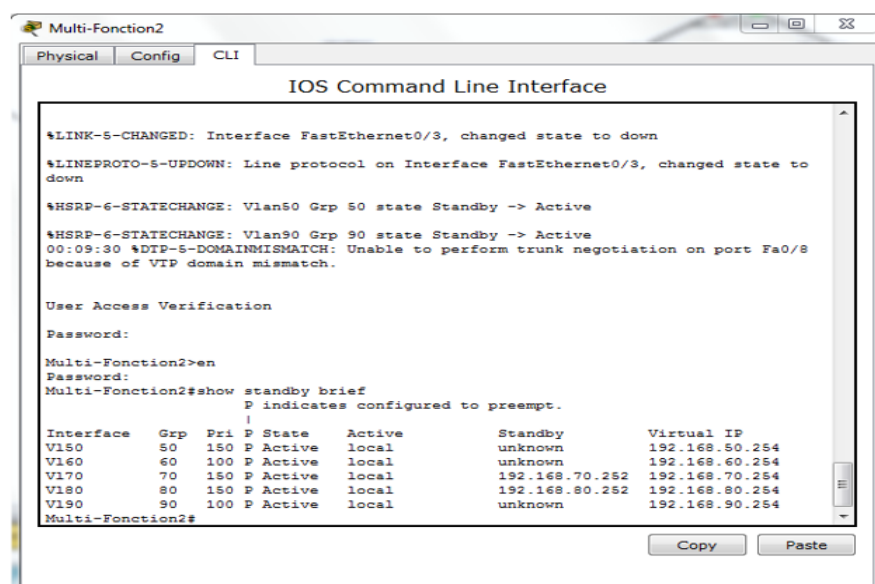 Multi-Fonction2
Physical Config CLI
IOS Command Line Interface
%LINK-5-CHANGED: Interface FastEthernet0/3, changed state to down
%LINEPROTO-5-UPDOWN: Line protocol on Interface FastEthernet0/3, changed state to
down
%HSRP-6-STATECHANGE: Vlan50 Grp 50 state Standby -> Active
%HSRP-6-STATECHANGE: Vlan90 Grp 90 state Standby -> Active
00:09:30 %DTP-5-DOMAINMISMATCH: Unable to perform trunk negotiation on port Fa0/8
because of VTP domain mismatch.
User Access Verification
Password:
Multi-Fonction2>en
Password:
Multi-Fonction2#show standby brief
P indicates configured to preempt.
|
Interface Grp Pri P State Active Standby Virtual IP
Vl50 50 150 P Active local unknown 192.168.50.254
Vl60 60 100 P Active local unknown 192.168.60.254
Vl70 70 150 P Active local 192.168.70.252 192.168.70.254
Vl80 80 150 P Active local 192.168.80.252 192.168.80.254
Vl90 90 100 P Active local unknown 192.168.90.254
Multi-Fonction2#
Copy Paste